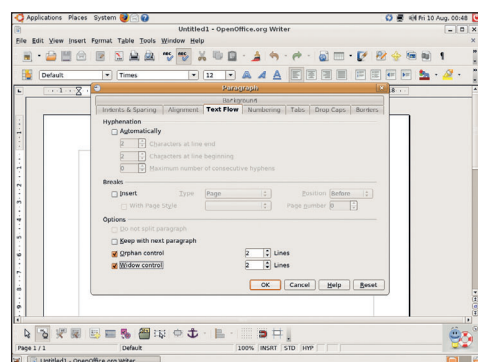 Applications Places System Fri 10 Aug, 00:48
Untitled1 - OpenOffice.org Writer
File Edit View Insert Format Table Tools Window Help
Default Times 12
Paragraph
Background
Indents & Spacing Alignment Text Flow Numbering Tabs Drop Caps Borders
Hyphenation
Automatically
2 Characters at line end
2 Characters at line beginning
0 Maximum number of consecutive hyphens
Breaks
Insert Type Page Position Before
With Page Style Page number 0
Options
Do not split paragraph
Keep with next paragraph
Orphan control 2 Lines
Widow control 2 Lines
OK Cancel Help Reset
Page 1 / 1 Default 100% INSRT STD HYP
Untitled1 - OpenOffice.org Writer